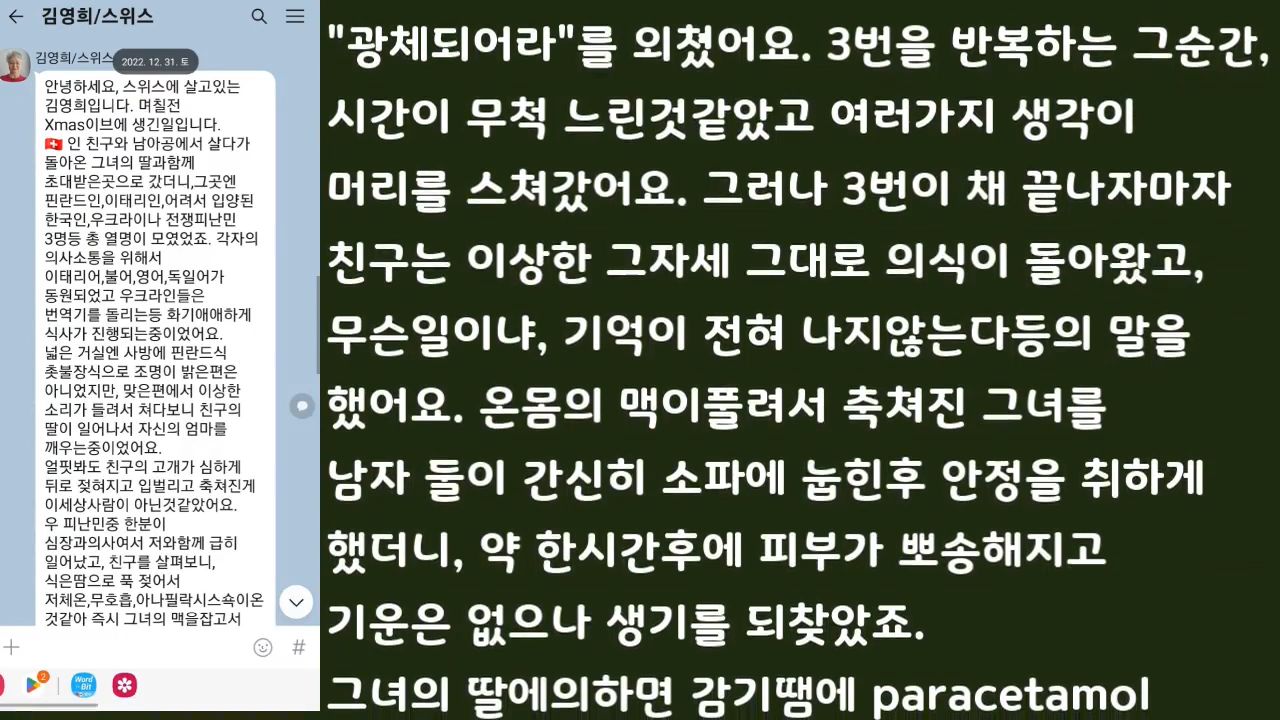 김영희/스위스
김영희/스위스
2022. 12. 31. 토
안녕하세요, 스위스에 살고있는
김영희입니다. 며칠전
Xmas이브에 생긴일입니다.
🇨🇭 인 친구와 남아공에서 살다가
돌아온 그녀의 딸과함께
초대받은곳으로 갔더니,그곳엔
핀란드인,이태리인,어려서 입양된
한국인,우크라이나 전쟁피난민
3명등 총 열명이 모였었죠. 각자의
의사소통을 위해서
이태리어,불어,영어,독일어가
동원되었고 우크라인들은
번역기를 돌리는등 화기애애하게
식사가 진행되는중이었어요.
넓은 거실엔 사방에 핀란드식
촛불장식으로 조명이 밝은편은
아니었지만, 맞은편에서 이상한
소리가 들려서 쳐다보니 친구의
딸이 일어나서 자신의 엄마를
깨우는중이었어요.
얼핏봐도 친구의 고개가 심하게
뒤로 젖혀지고 입벌리고 축쳐진게
이세상사람이 아닌것같았어요.
우 피난민중 한분이
심장과의사여서 저와함께 급히
일어났고, 친구를 살펴보니,
식은땀으로 푹 젖어서
저체온,무호흡,아나필락시스쇽이온
것같아 즉시 그녀의 맥을잡고서
#
2
Word
Bit
"광체되어라"를 외쳤어요. 3번을 반복하는 그순간,
시간이 무척 느린것같았고 여러가지 생각이
머리를 스쳐갔어요. 그러나 3번이 채 끝나자마자
친구는 이상한 그자세 그대로 의식이 돌아왔고,
무슨일이냐, 기억이 전혀 나지않는다등의 말을
했어요. 온몸의 맥이풀려서 축쳐진 그녀를
남자 둘이 간신히 소파에 눕힌후 안정을 취하게
했더니, 약 한시간후에 피부가 뽀송해지고
기운은 없으나 생기를 되찾았죠.
그녀의 딸에의하면 감기땜에 paracetamol